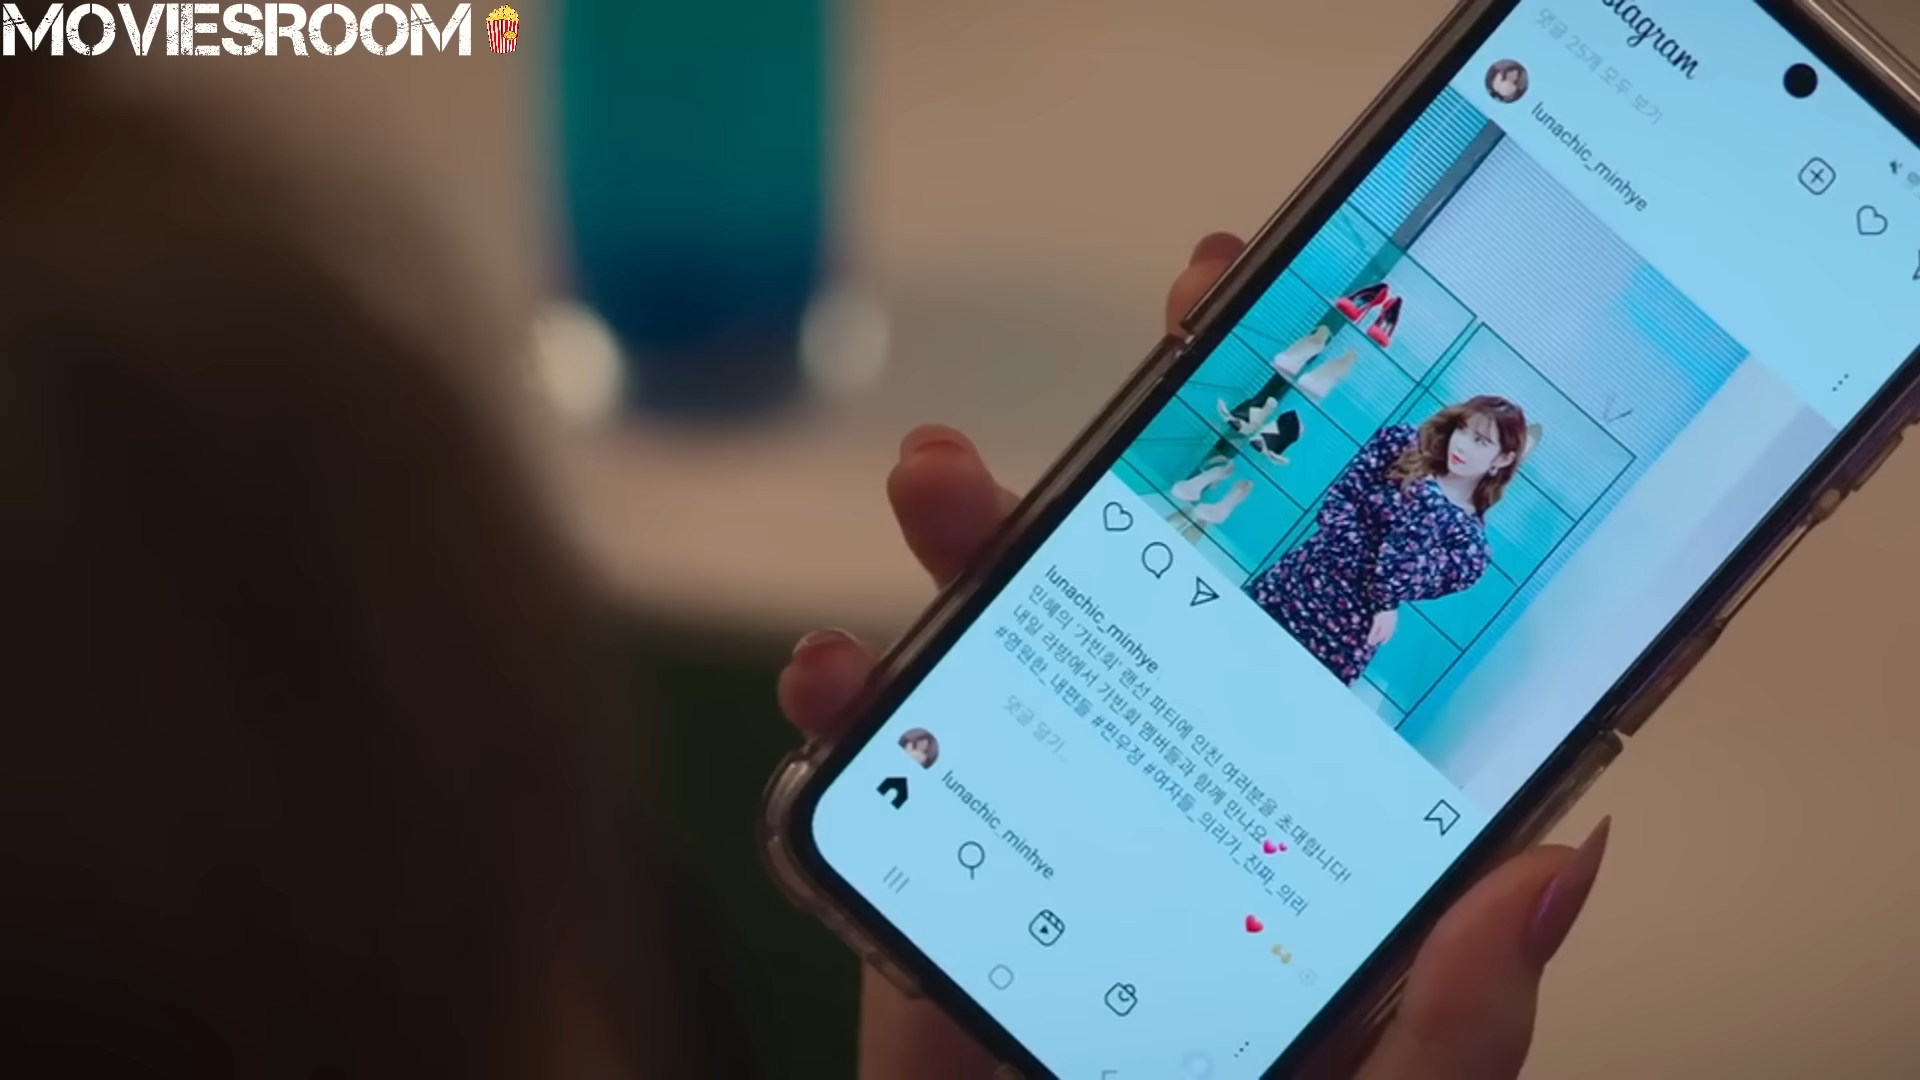 MOVIESROOM
stagram
댓글 25개 모두 보기
lunachic_minhye
lunachic_minhye
민혜의 '가빈회' 랜선 파티에 인친 여러분을 초대합니다!
내일 라방에서 가빈회 멤버들과 함께 만나요💕
#영원한_내편들 #찐우정 #여자들_의리가_진짜_의리
댓글 달기...
lunachic_minhye